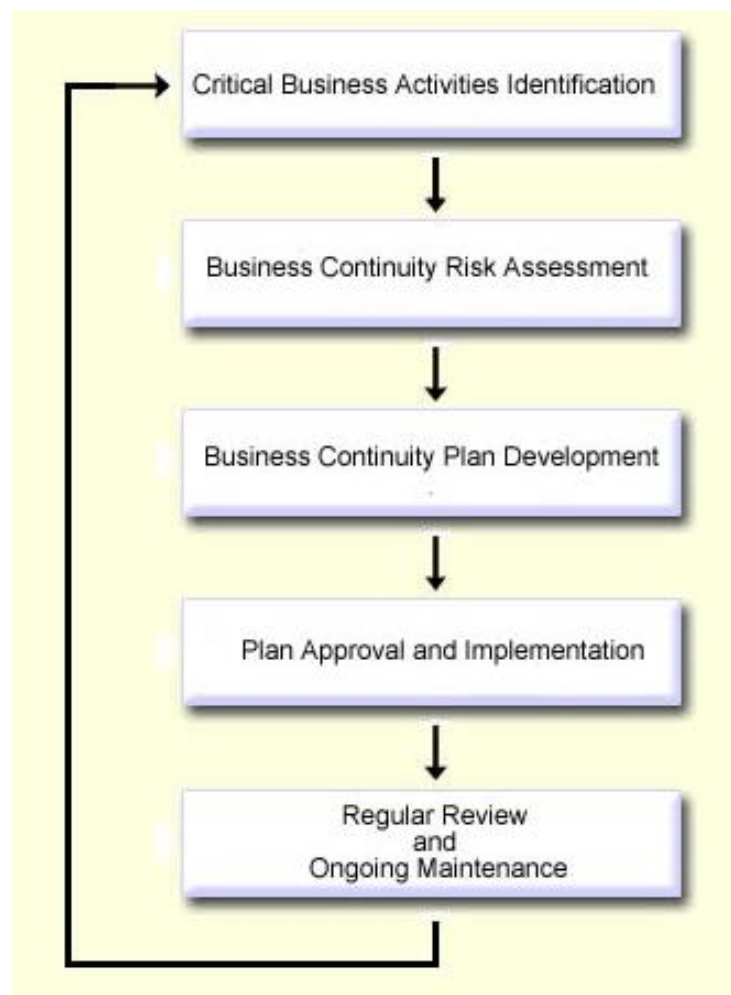 Critical Business Activities Identification
Business Continuity Risk Assessment
Business Continuity Plan Development
Plan Approval and Implementation
Regular Review
and
Ongoing Maintenance